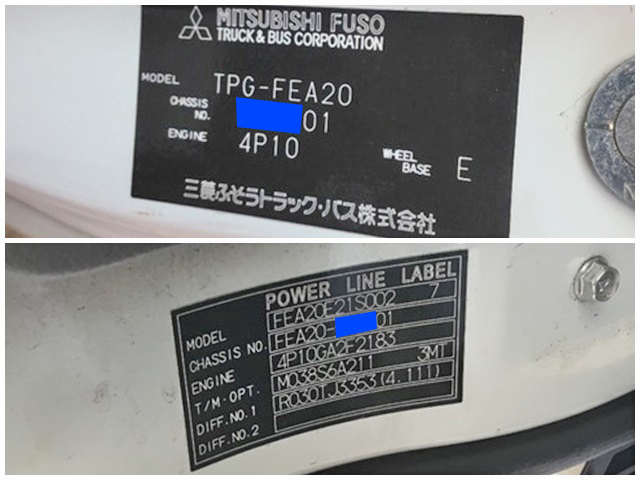 MITSUBISHI FUSO
TRUCK & BUS CORPORATION
MODEL TPG-FEA20
CHASSIS NO. 01
ENGINE 4P10
WHEEL BASE E
三菱ふそうトラック・バス株式会社
POWER LINE LABEL
MODEL FEA20E21S002 7
CHASSIS NO. FEA20- 01
ENGINE 4P10GA2F2183
T/M-OPT. M038S6A211 3MT
DIFF.NO.1 R030TJ3353(4.111)
DIFF.NO.2